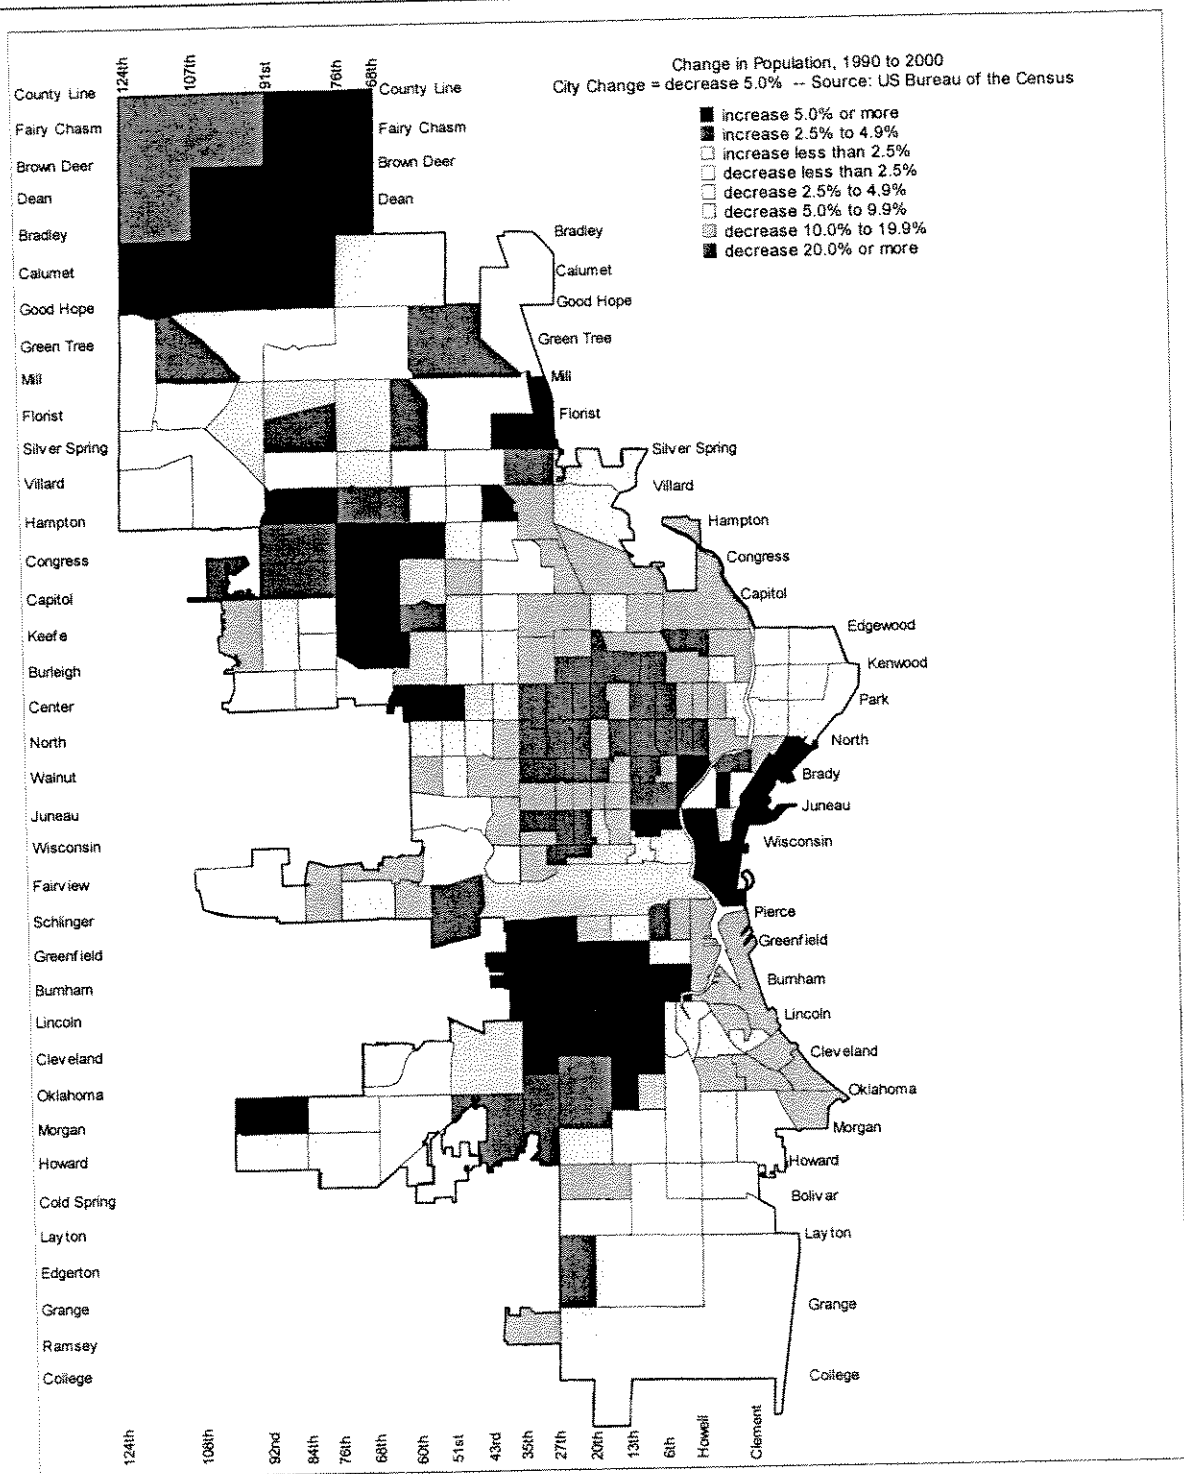 Change in Population, 1990 to 2000
City Change = decrease 5.0% -- Source: US Bureau of the Census
increase 5.0% or more
increase 2.5% to 4.9%
increase less than 2.5%
decrease less than 2.5%
decrease 2.5% to 4.9%
decrease 5.0% to 9.9%
decrease 10.0% to 19.9%
decrease 20.0% or more
124th
107th
91st
76th
68th
County Line
Fairy Chasm
Brown Deer
Dean
Bradley
Calumet
Good Hope
Green Tree
Mill
Florist
Silver Spring
Villard
Hampton
Congress
Capitol
Keefe
Burleigh
Center
North
Walnut
Juneau
Wisconsin
Fairview
Schlinger
Greenfield
Burnham
Lincoln
Cleveland
Oklahoma
Morgan
Howard
Cold Spring
Layton
Edgerton
Grange
Ramsey
College
County Line
Fairy Chasm
Brown Deer
Dean
Bradley
Calumet
Good Hope
Green Tree
Mill
Florist
Silver Spring
Villard
Hampton
Congress
Capitol
Edgewood
Kenwood
Park
North
Brady
Juneau
Wisconsin
Pierce
Greenfield
Burnham
Lincoln
Cleveland
Oklahoma
Morgan
Howard
Bolivar
Layton
Grange
College
124th
108th
92nd
84th
76th
68th
60th
51st
43rd
35th
27th
20th
13th
6th
Howell
Clement